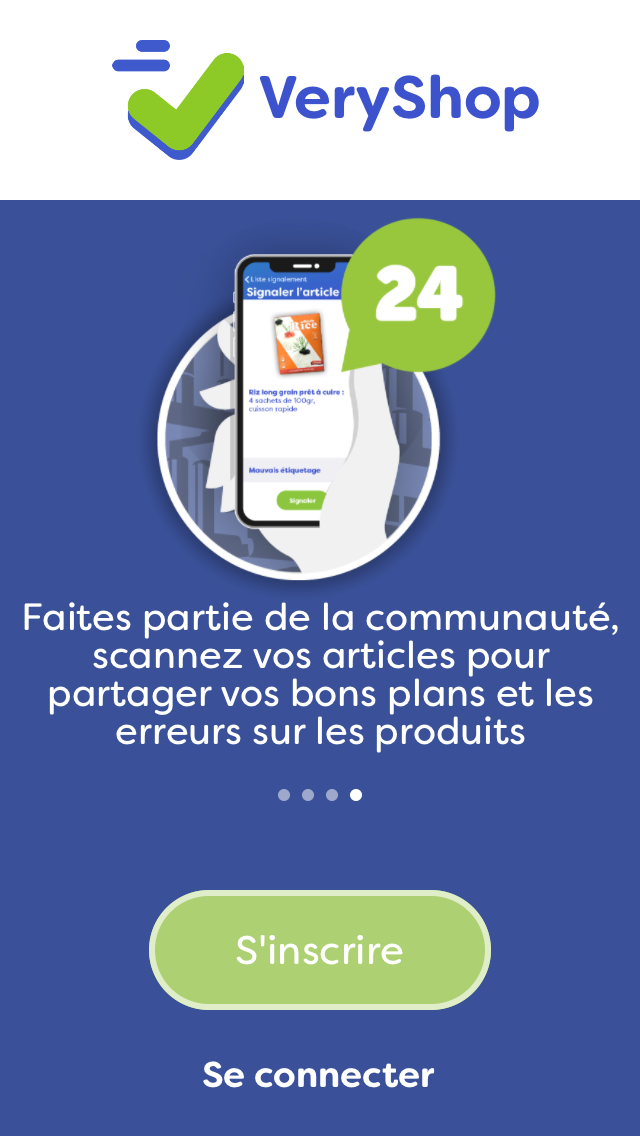 VeryShop
24
Liste signalement
Signaler l'article
Rice
Riz long grain prêt à cuire :
4 sachets de 100gr,
cuisson rapide
Mauvais étiquetage
Signaler
Faites partie de la communauté,
scannez vos articles pour
partager vos bons plans et les
erreurs sur les produits
S'inscrire
Se connecter